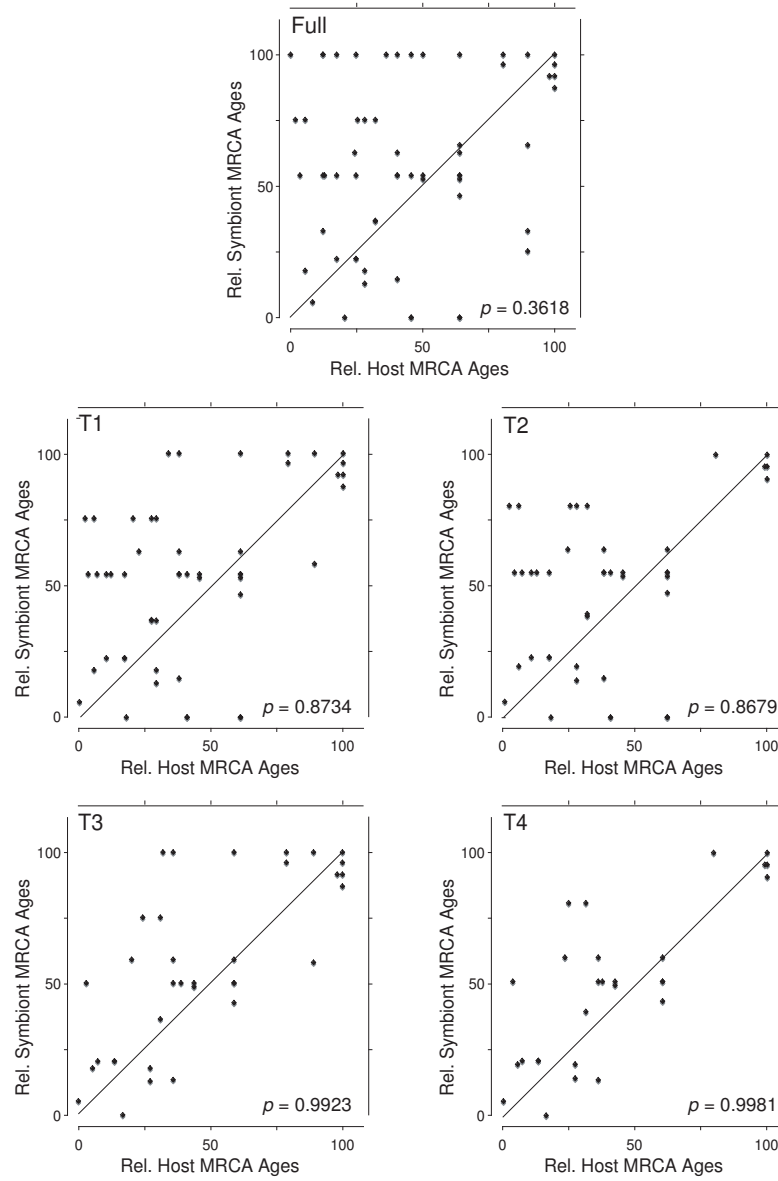 Full
100
50
0
Rel. Symbiont MRCA Ages
p = 0.3618
0 50 100
Rel. Host MRCA Ages
T1
100
50
0
Rel. Symbiont MRCA Ages
p = 0.8734
0 50 100
Rel. Host MRCA Ages
T2
100
50
0
Rel. Symbiont MRCA Ages
p = 0.8679
0 50 100
Rel. Host MRCA Ages
T3
100
50
0
Rel. Symbiont MRCA Ages
p = 0.9923
0 50 100
Rel. Host MRCA Ages
T4
100
50
0
Rel. Symbiont MRCA Ages
p = 0.9981
0 50 100
Rel. Host MRCA Ages